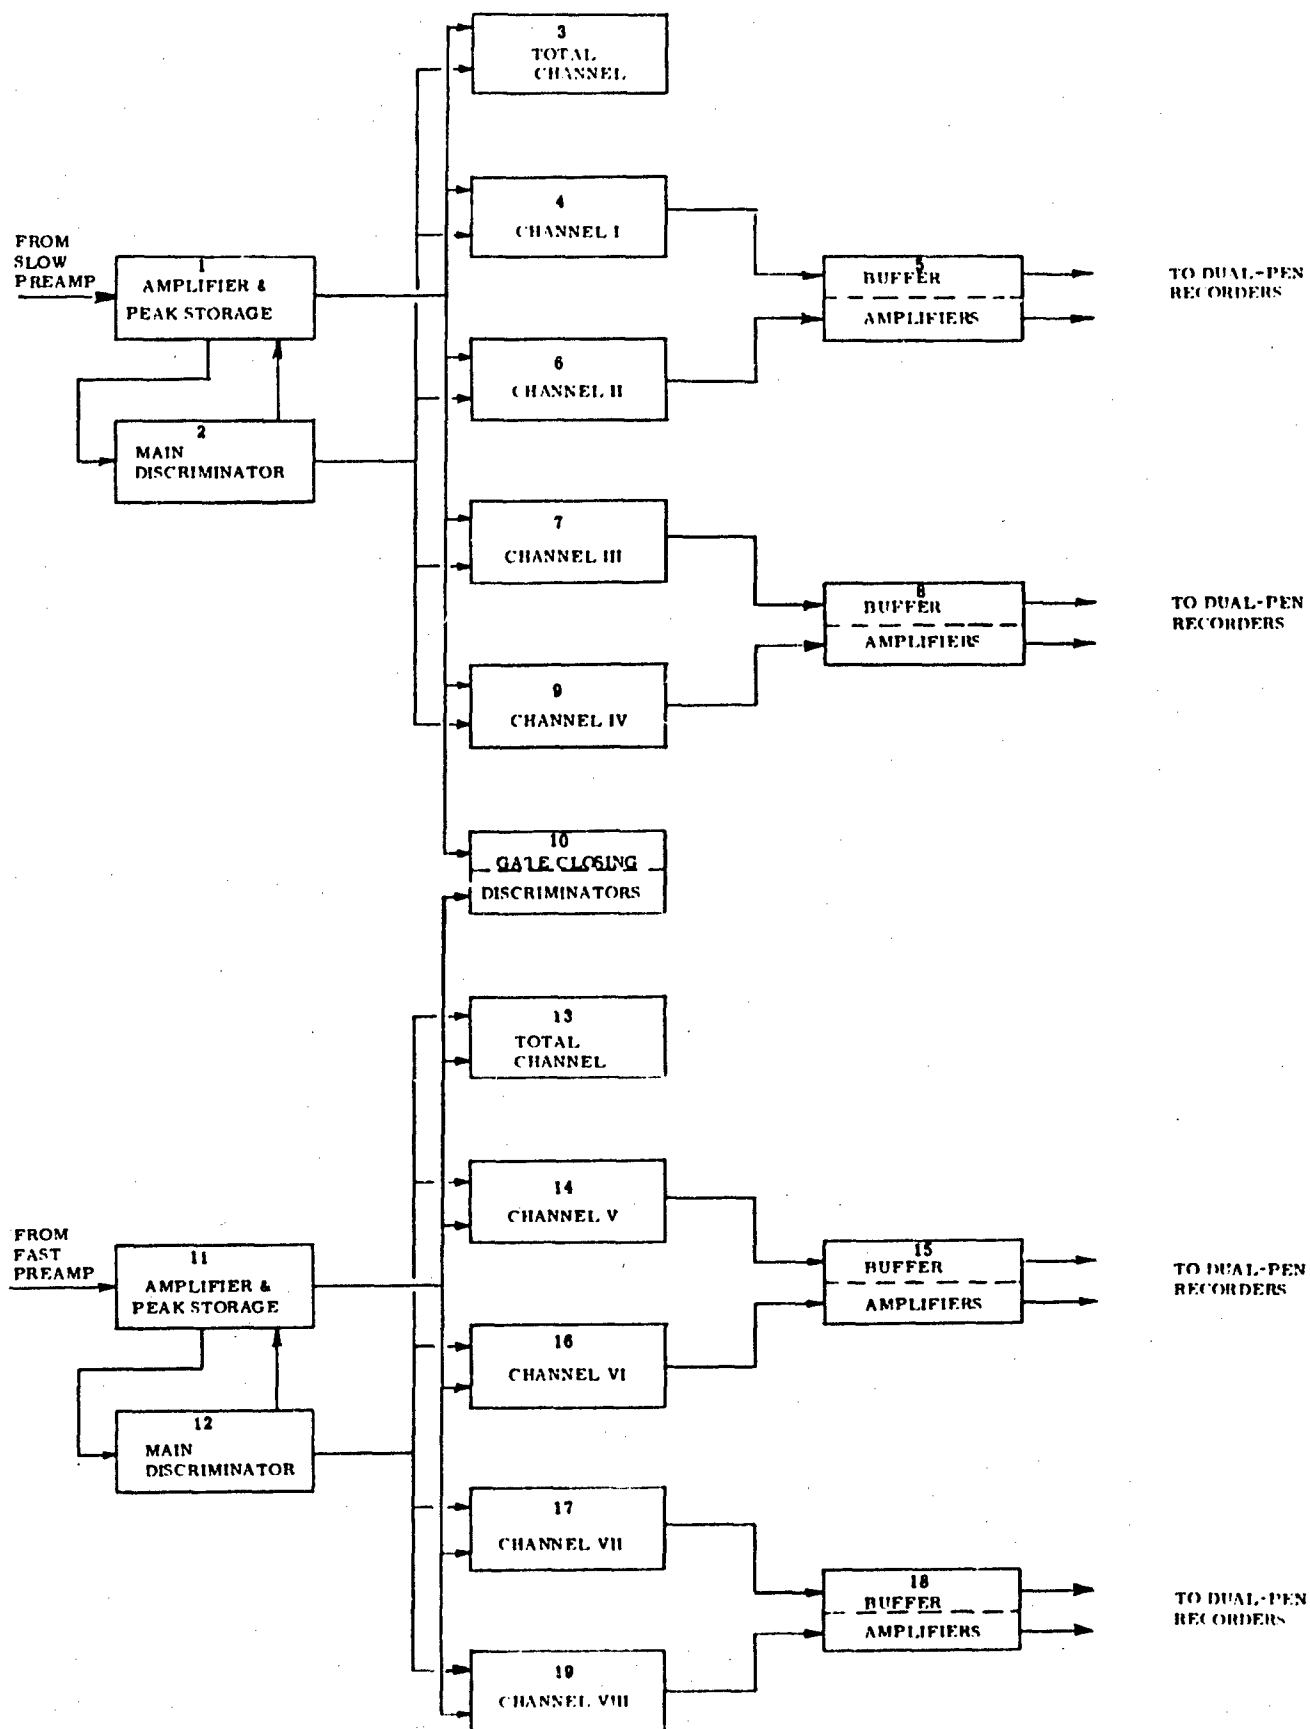 3
TOTAL
CHANNEL
4
CHANNEL I
FROM
SLOW
PREAMP
1
AMPLIFIER &
PEAK STORAGE
5
BUFFER
AMPLIFIERS
TO DUAL-PEN
RECORDERS
6
CHANNEL II
2
MAIN
DISCRIMINATOR
7
CHANNEL III
8
BUFFER
AMPLIFIERS
TO DUAL-PEN
RECORDERS
9
CHANNEL IV
10
GATE CLOSING
DISCRIMINATORS
13
TOTAL
CHANNEL
14
CHANNEL V
FROM
FAST
PREAMP
11
AMPLIFIER &
PEAK STORAGE
15
BUFFER
AMPLIFIERS
TO DUAL-PEN
RECORDERS
16
CHANNEL VI
12
MAIN
DISCRIMINATOR
17
CHANNEL VII
18
BUFFER
AMPLIFIERS
TO DUAL-PEN
RECORDERS
19
CHANNEL VIII